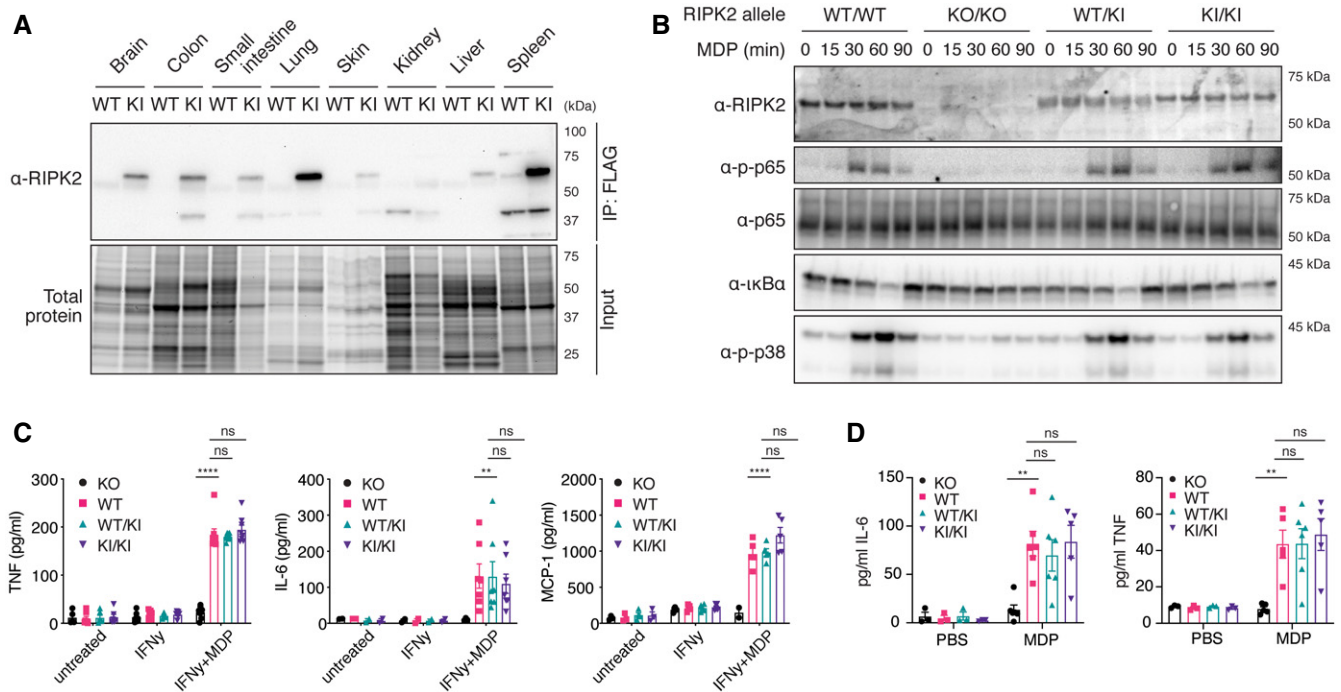 A
Brain Colon Small intestine Lung Skin Kidney Liver Spleen
WT KI WT KI WT KI WT KI WT KI WT KI WT KI WT KI (kDa)
α-RIPK2
100
75
50
37
IP: FLAG
Total protein
75
50
37
25
Input
B
RIPK2 allele WT/WT KO/KO WT/KI KI/KI
MDP (min) 0 15 30 60 90 0 15 30 60 90 0 15 30 60 90 0 15 30 60 90
α-RIPK2
75 kDa
50 kDa
α-p-p65
50 kDa
α-p65
75 kDa
50 kDa
α-ικBα
45 kDa
α-p-p38
45 kDa
C
ns
ns
****
TNF (pg/ml)
300
200
100
0
KO
WT
WT/KI
KI/KI
untreated
IFNy
IFNy+MDP
ns
ns
**
IL-6 (pg/ml)
400
300
200
100
0
KO
WT
WT/KI
KI/KI
untreated
IFNy
IFNy+MDP
ns
ns
****
MCP-1 (pg/ml)
2000
1500
1000
500
0
KO
WT
WT/KI
KI/KI
untreated
IFNy
IFNy+MDP
D
ns
ns
**
pg/ml IL-6
150
100
50
0
KO
WT
WT/KI
KI/KI
PBS
MDP
ns
ns
**
pg/ml TNF
80
60
40
20
0
KO
WT
WT/KI
KI/KI
PBS
MDP